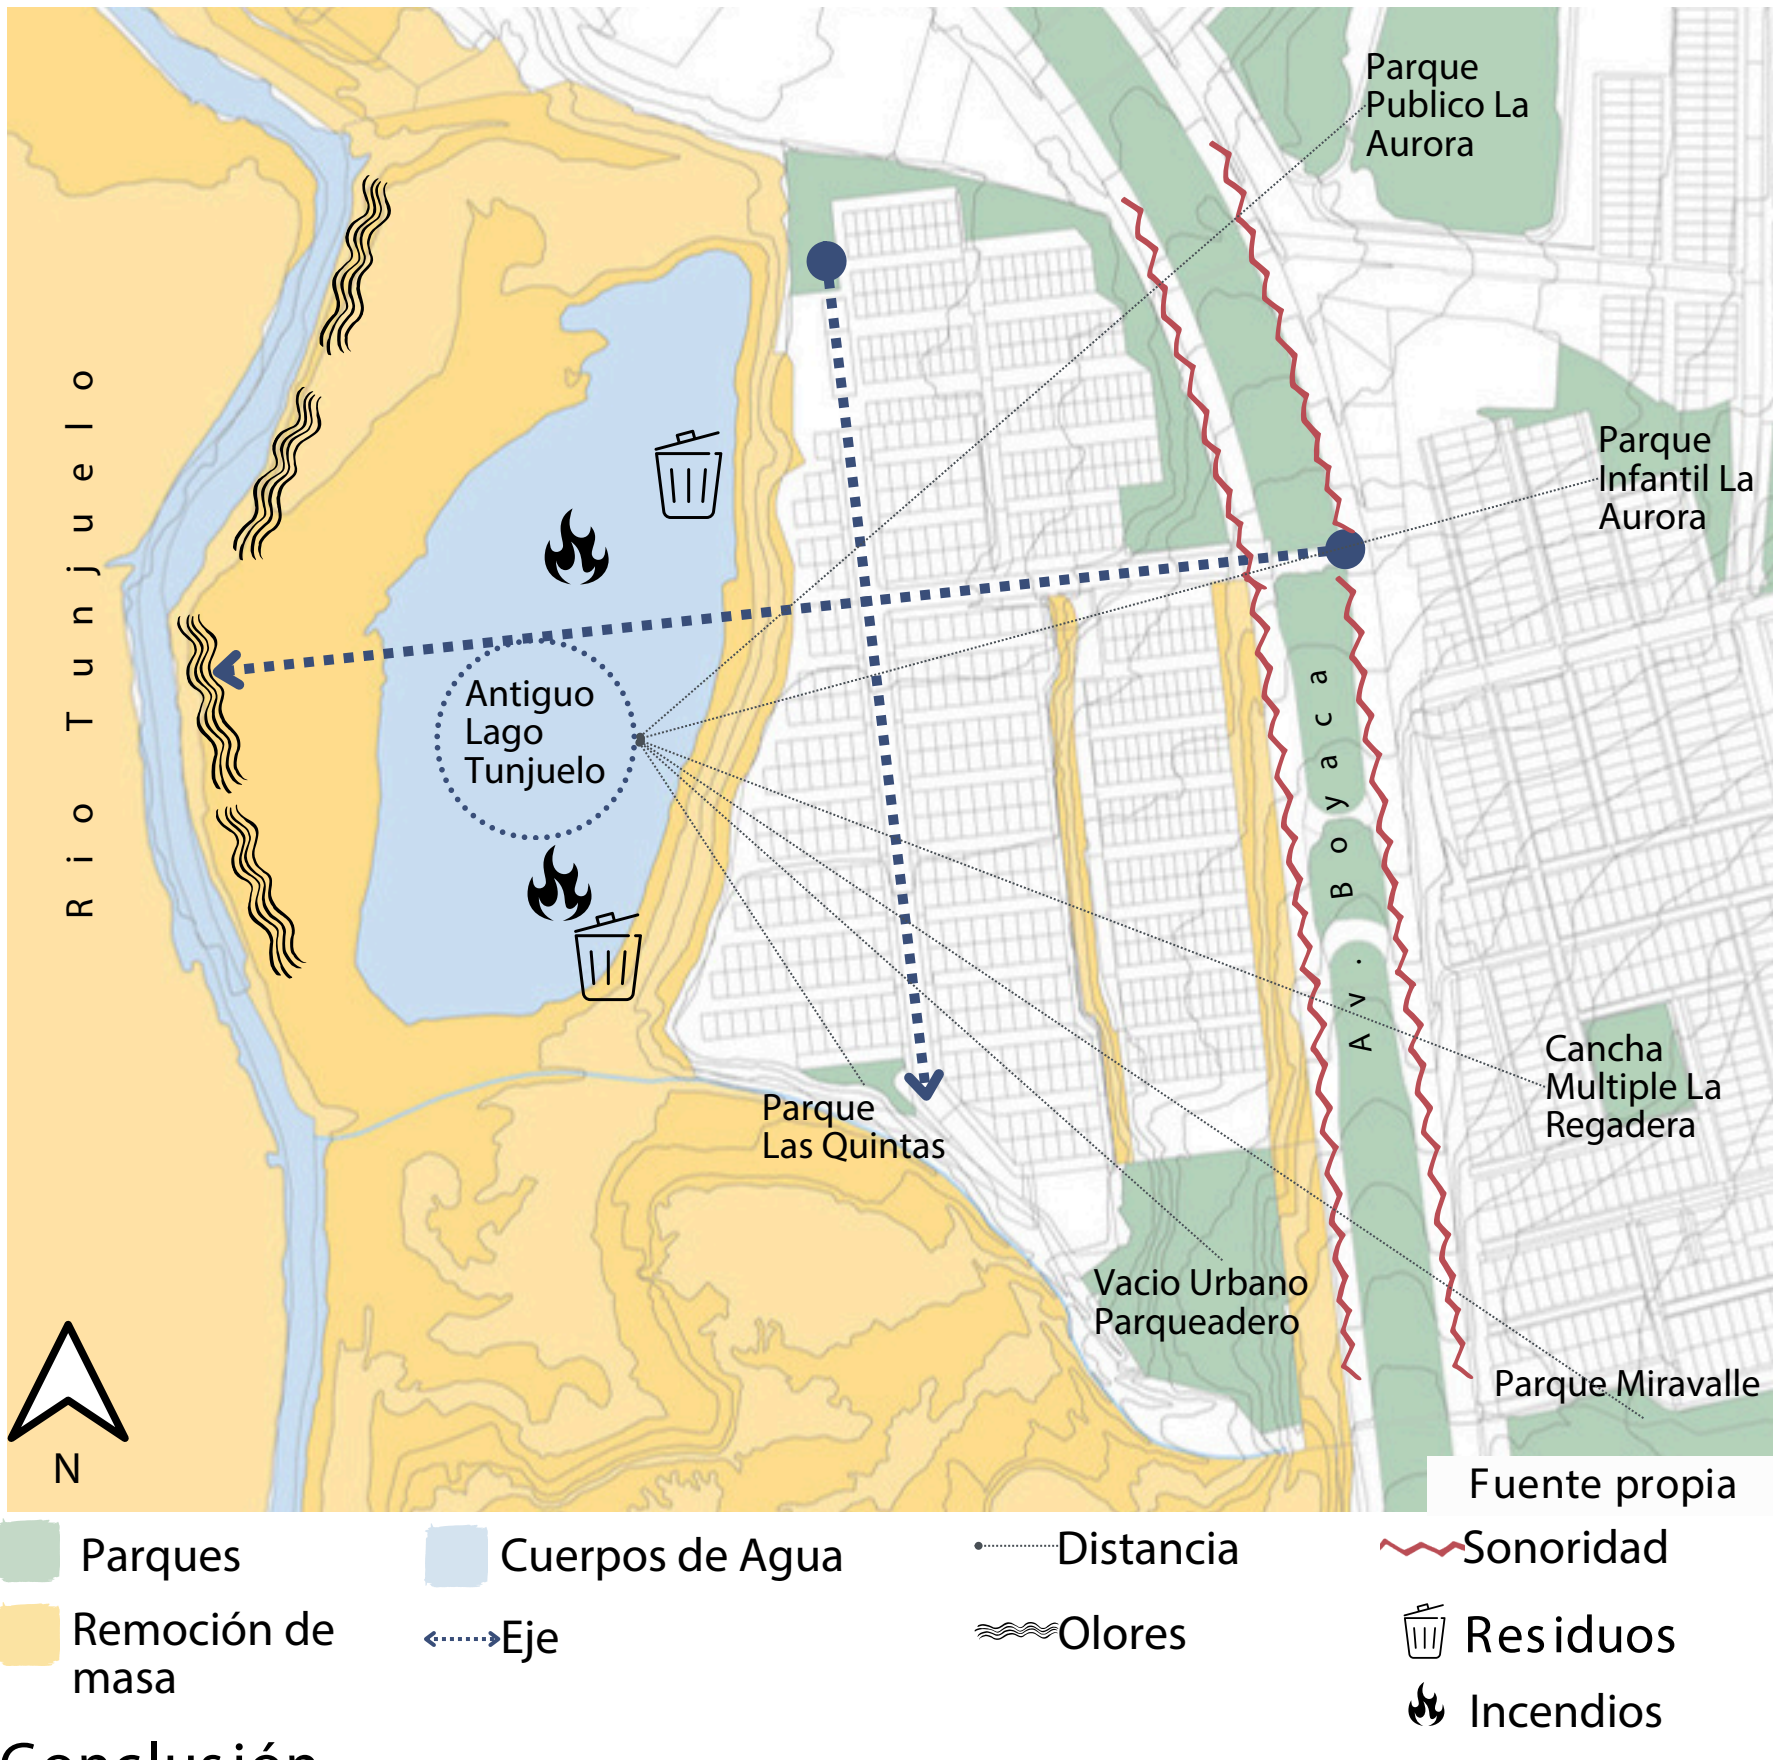 Parque
Publico La
Aurora
Parque
Infantil La
Aurora
Rio Tunjuelo
Antiguo
Lago
Tunjuelo
Av. Boyaca
Cancha
Multiple La
Regadera
Parque
Las Quintas
Vacio Urbano
Parqueadero
Parque Miravalle
N
Fuente propia
Parques
Cuerpos de Agua
Distancia
Sonoridad
Remoción de
masa
Eje
Olores
Residuos
Incendios
Conclusión